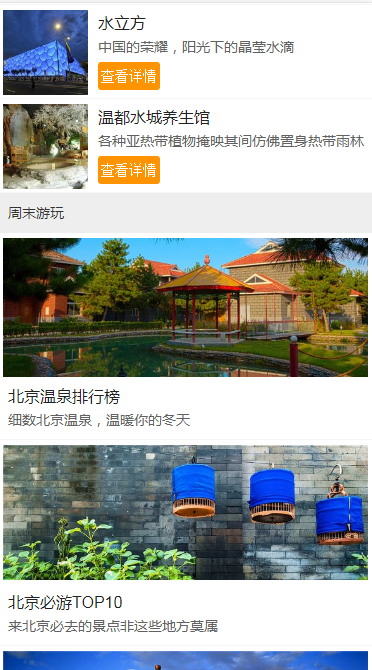 水立方
中国的荣耀，阳光下的晶莹水滴
查看详情
温都水城养生馆
各种亚热带植物掩映其间仿佛置身热带雨林
查看详情
周末游玩
北京温泉排行榜
细数北京温泉，温暖你的冬天
北京必游TOP10
来北京必去的景点非这些地方莫属